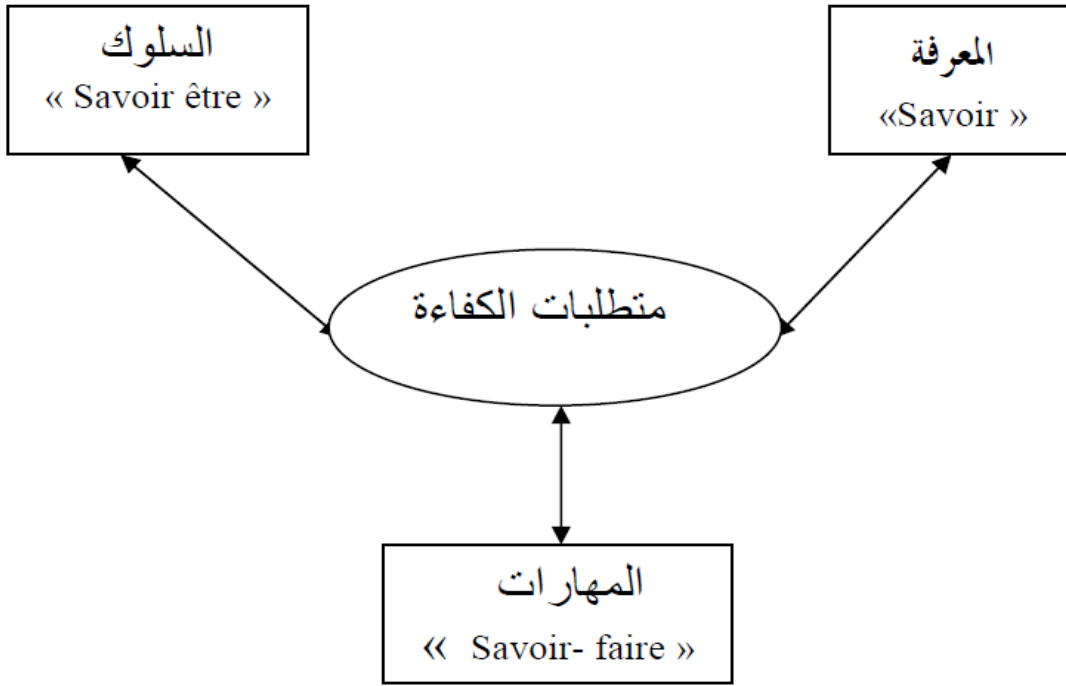 المعرفة
«Savoir »
السلوك
« Savoir être »
متطلبات الكفاءة
المهارات
« Savoir- faire »